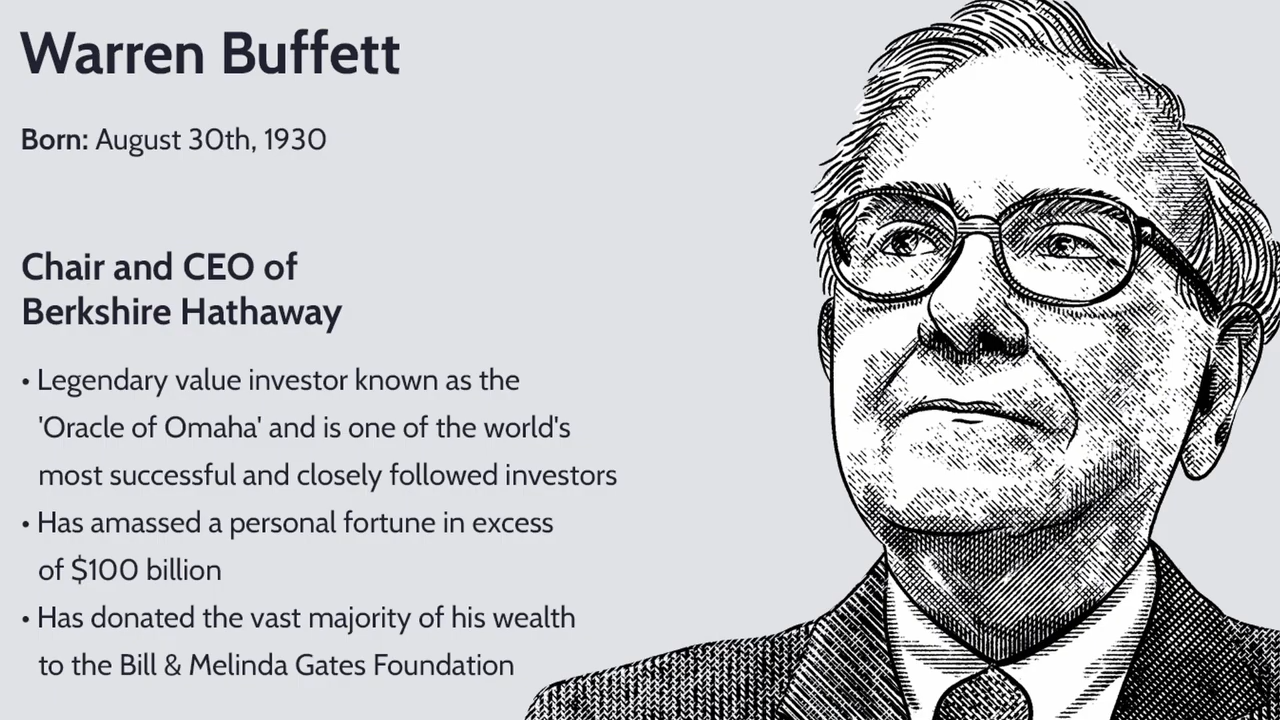 Warren Buffett
Born: August 30th, 1930
Chair and CEO of
Berkshire Hathaway
• Legendary value investor known as the
'Oracle of Omaha' and is one of the world's
most successful and closely followed investors
• Has amassed a personal fortune in excess
of $100 billion
• Has donated the vast majority of his wealth
to the Bill & Melinda Gates Foundation